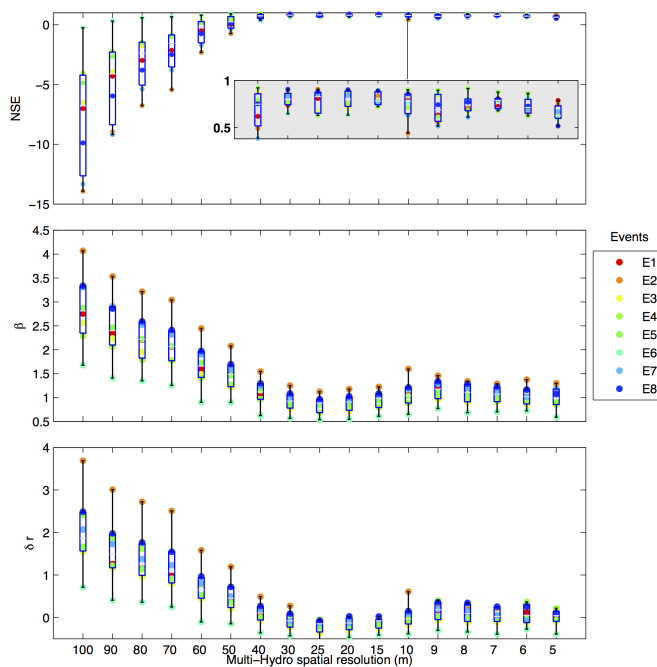 0
−5
−10
−15
NSE
1
0.5
4.5
4
3.5
3
2.5
2
1.5
1
0.5
β
Events
E1
E2
E3
E4
E5
E6
E7
E8
4
3
2
1
0
δ r
100 90 80 70 60 50 40 30 25 20 15 10 9 8 7 6 5
Multi−Hydro spatial resolution (m)